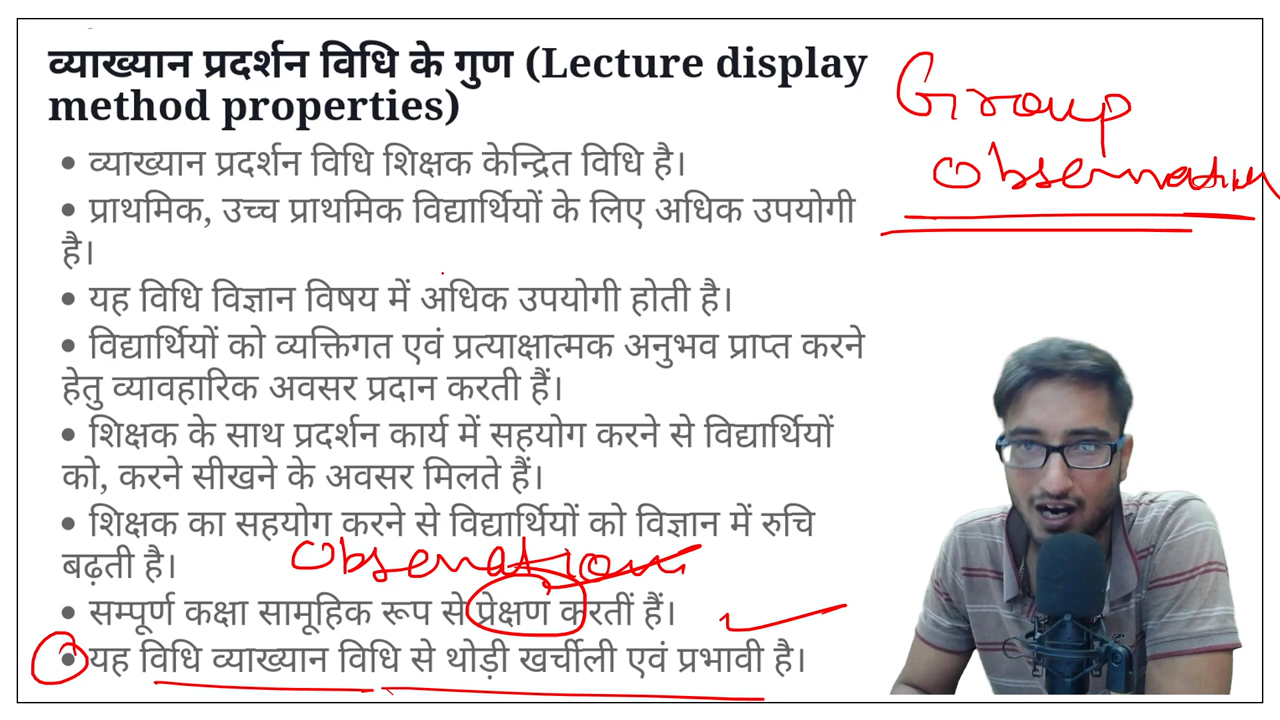 व्याख्यान प्रदर्शन विधि के गुण (Lecture display
method properties)
• व्याख्यान प्रदर्शन विधि शिक्षक केन्द्रित विधि है।
• प्राथमिक, उच्च प्राथमिक विद्यार्थियों के लिए अधिक उपयोगी
है।
• यह विधि विज्ञान विषय में अधिक उपयोगी होती है।
• विद्यार्थियों को व्यक्तिगत एवं प्रत्याक्षात्मक अनुभव प्राप्त करने
हेतु व्यावहारिक अवसर प्रदान करती हैं।
• शिक्षक के साथ प्रदर्शन कार्य में सहयोग करने से विद्यार्थियों
को, करने सीखने के अवसर मिलते हैं।
• शिक्षक का सहयोग करने से विद्यार्थियों को विज्ञान में रुचि
बढ़ती है।
Observation
• सम्पूर्ण कक्षा सामूहिक रूप से प्रेक्षण करतीं हैं।
• यह विधि व्याख्यान विधि से थोड़ी खर्चीली एवं प्रभावी है।
Group
Observation